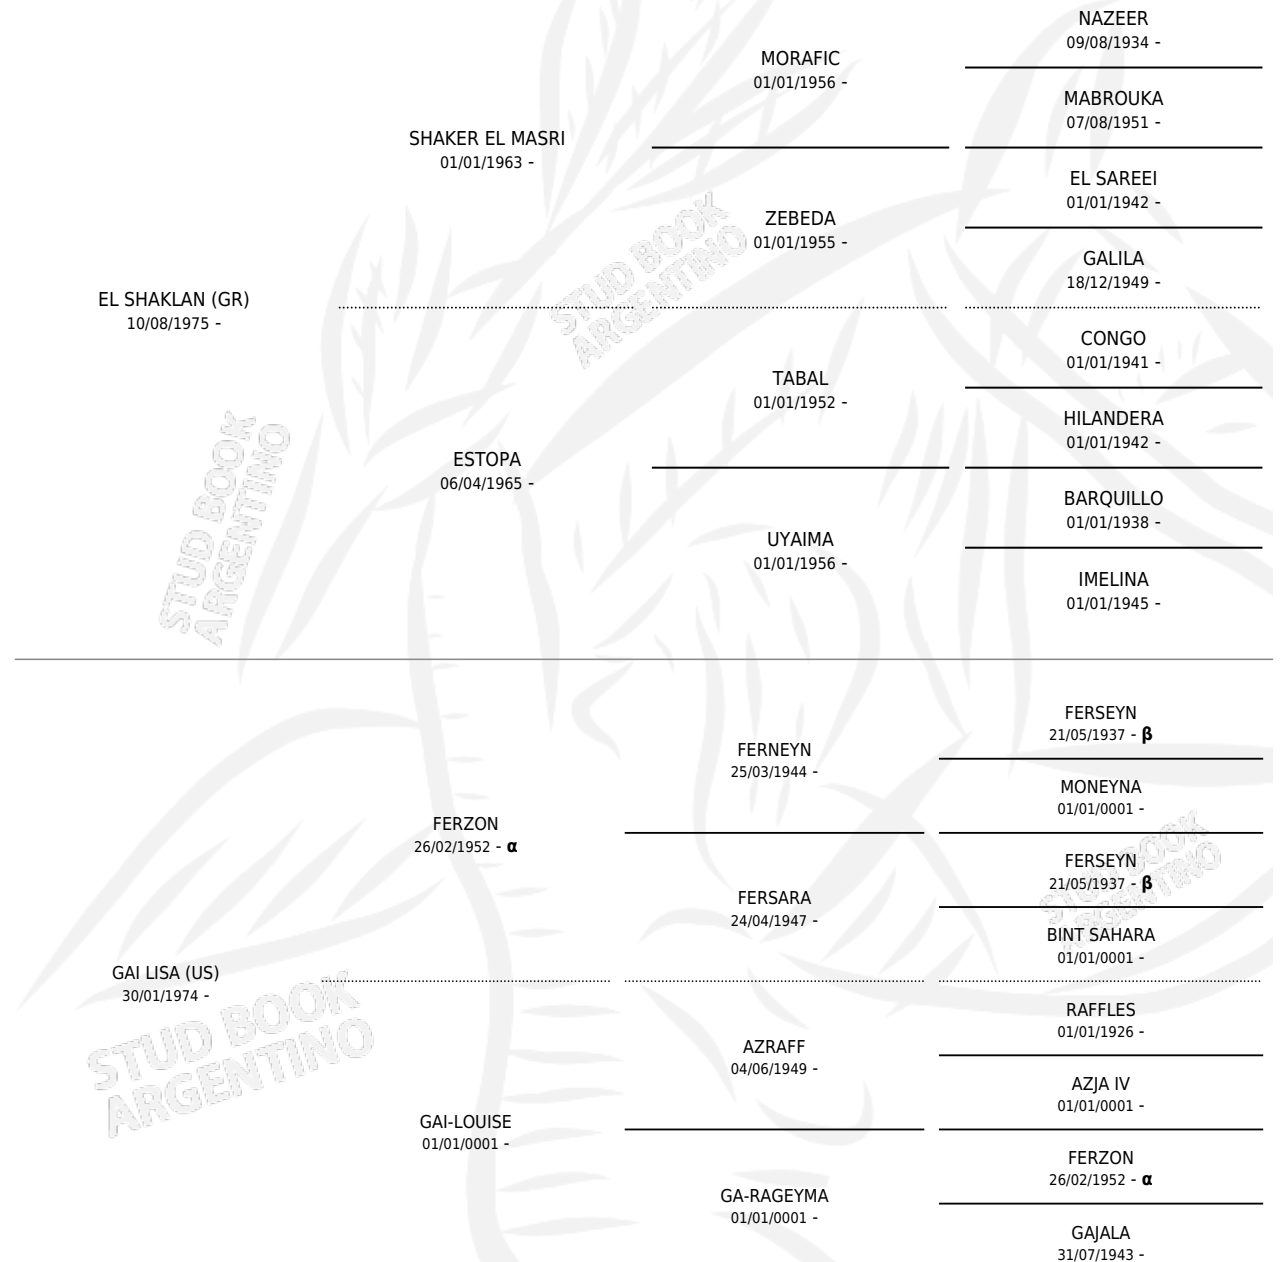 NAZEER
09/08/1934 -
MORAFIC
01/01/1956 -
MABROUKA
07/08/1951 -
SHAKER EL MASRI
01/01/1963 -
EL SAREEI
01/01/1942 -
ZEBEDA
01/01/1955 -
GALILA
18/12/1949 -
EL SHAKLAN (GR)
10/08/1975 -
CONGO
01/01/1941 -
TABAL
01/01/1952 -
HILANDERA
01/01/1942 -
ESTOPA
06/04/1965 -
BARQUILLO
01/01/1938 -
UYAIMA
01/01/1956 -
IMELINA
01/01/1945 -
FERSEYN
21/05/1937 - β
FERNEYN
25/03/1944 -
MONEYNA
01/01/0001 -
FERZON
26/02/1952 - α
FERSEYN
21/05/1937 - β
FERSARA
24/04/1947 -
BINT SAHARA
01/01/0001 -
GAI LISA (US)
30/01/1974 -
RAFFLES
01/01/1926 -
AZRAFF
04/06/1949 -
AZJA IV
01/01/0001 -
GAI-LOUISE
01/01/0001 -
FERZON
26/02/1952 - α
GA-RAGEYMA
01/01/0001 -
GAJALA
31/07/1943 -
STUD BOOK
ARGENTINO
STUD BOOK
ARGENTINO
STUD BOOK
ARGENTINO
STUD BOOK
ARGENTINO